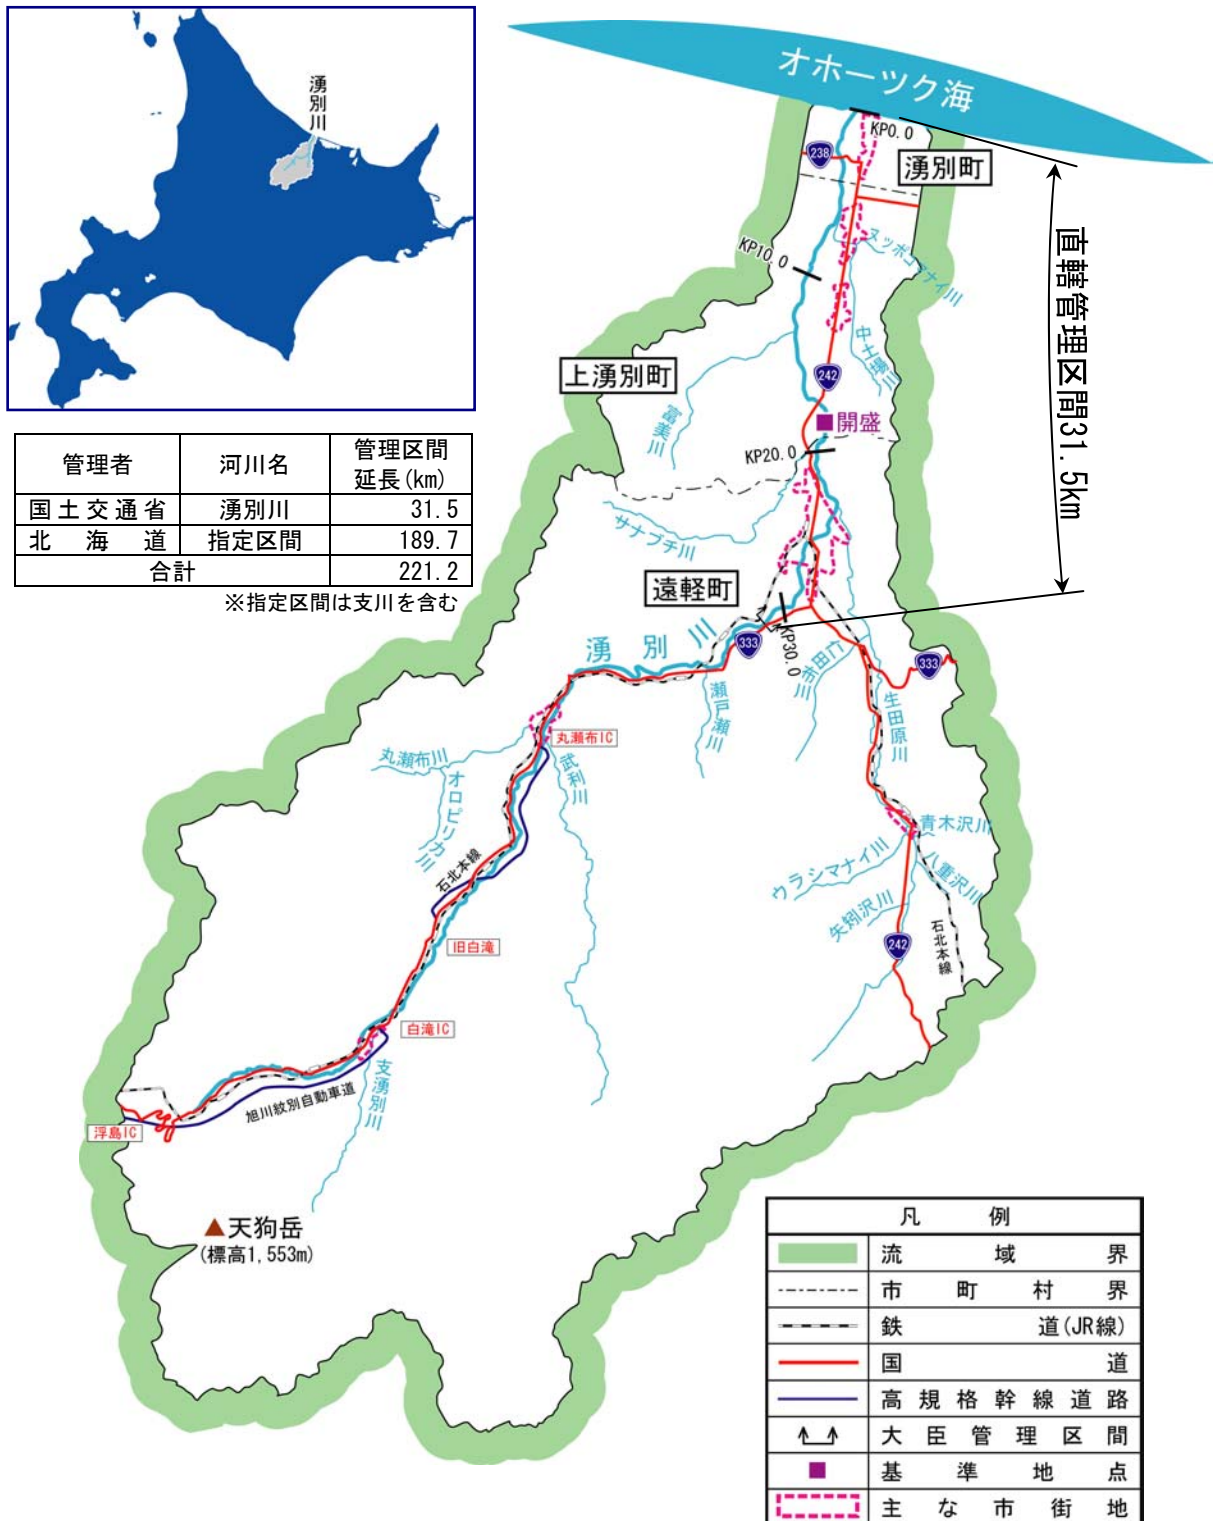 湧別川
オホーツク海
KP0.0
238
湧別町
ヌッポコマナイ川
KP10.0
中土場川
直轄管理区間31.5km
上湧別町
242
富美川
開盛
KP20.0
サナブチ川
管理者 河川名 管理区間延長(km)
国土交通省 湧別川 31.5
北海道 指定区間 189.7
合計 221.2
※指定区間は支川を含む
遠軽町
湧別川
333
KP30.0
仁田布川
333
瀬戸瀬川
生田原川
丸瀬布IC
丸瀬布川
オロピリカ川
武利川
石北本線
青木沢川
ウラシマナイ川
八重沢川
矢矧沢川
242
石北本線
旧白滝
白滝IC
支湧別川
旭川紋別自動車道
浮島IC
天狗岳
(標高1,553m)
凡例
流域界
市町村界
鉄道(JR線)
国道
高規格幹線道路
大臣管理区間
基準地点
主な市街地